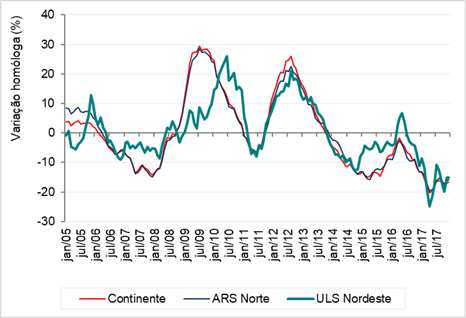 Variação homóloga (%)
40
30
20
10
0
-10
-20
-30
jan/05
jul/05
jan/06
jul/06
jan/07
jul/07
jan/08
jul/08
jan/09
jul/09
jan/10
jul/10
jan/11
jul/11
jan/12
jul/12
jan/13
jul/13
jan/14
jul/14
jan/15
jul/15
jan/16
jul/16
jan/17
jul/17
Continente
ARS Norte
ULS Nordeste